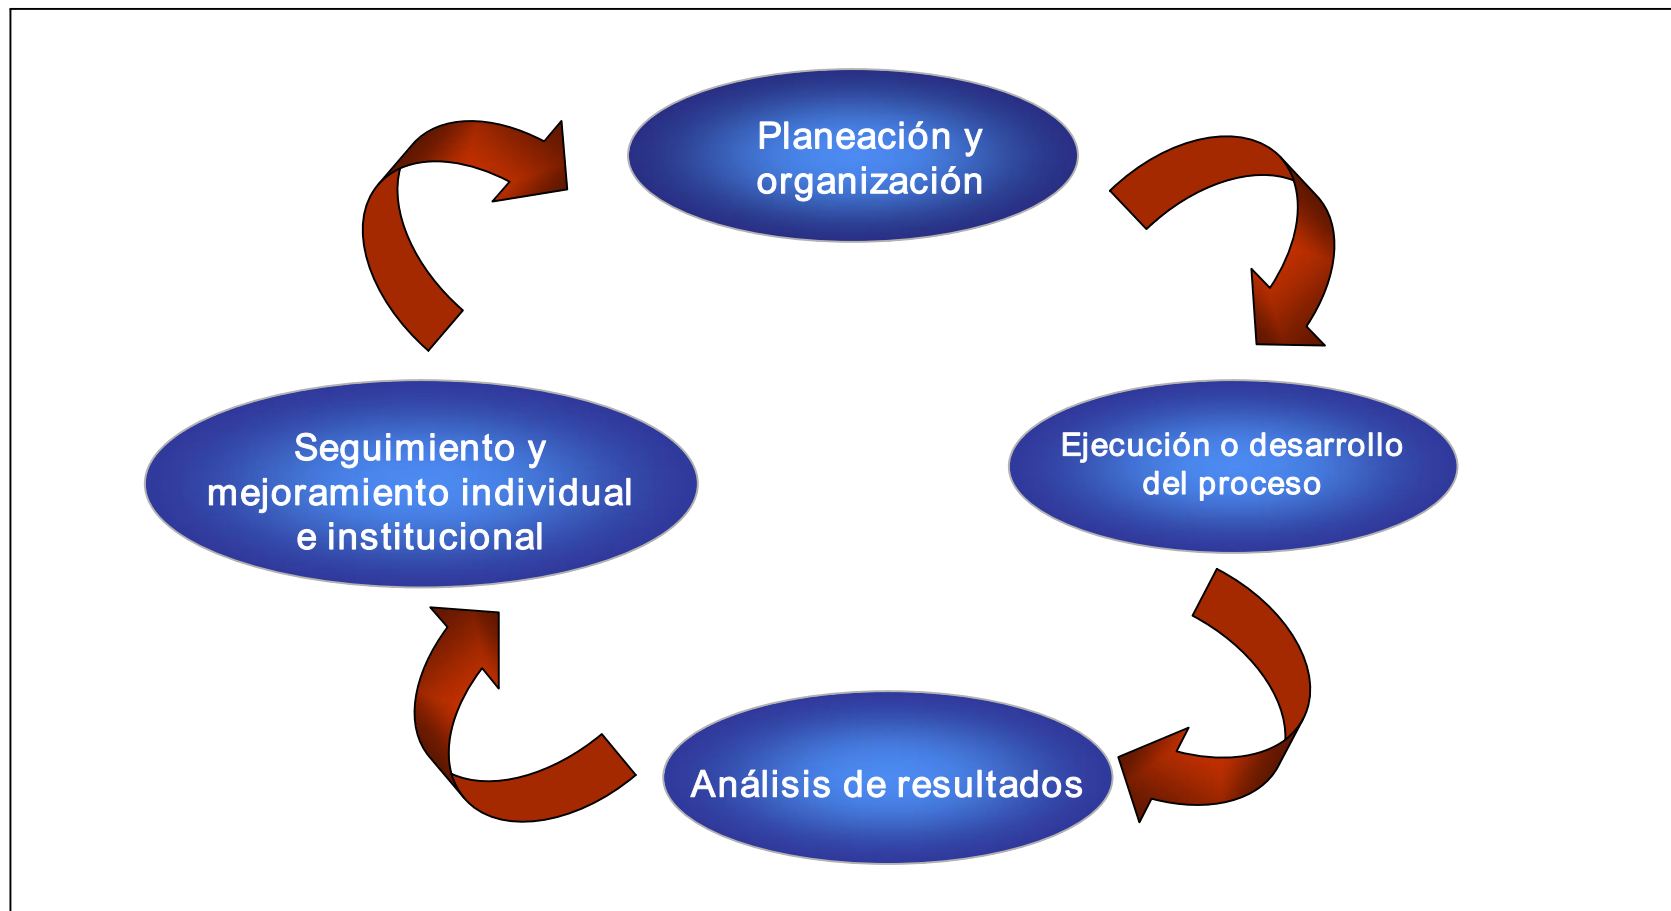 Planeación y
organización
Ejecución o desarrollo
del proceso
Análisis de resultados
Seguimiento y
mejoramiento individual
e institucional